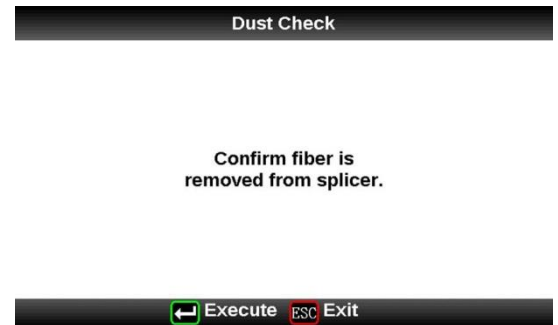 Dust Check
Confirm fiber is
removed from splicer.
Execute ESC Exit